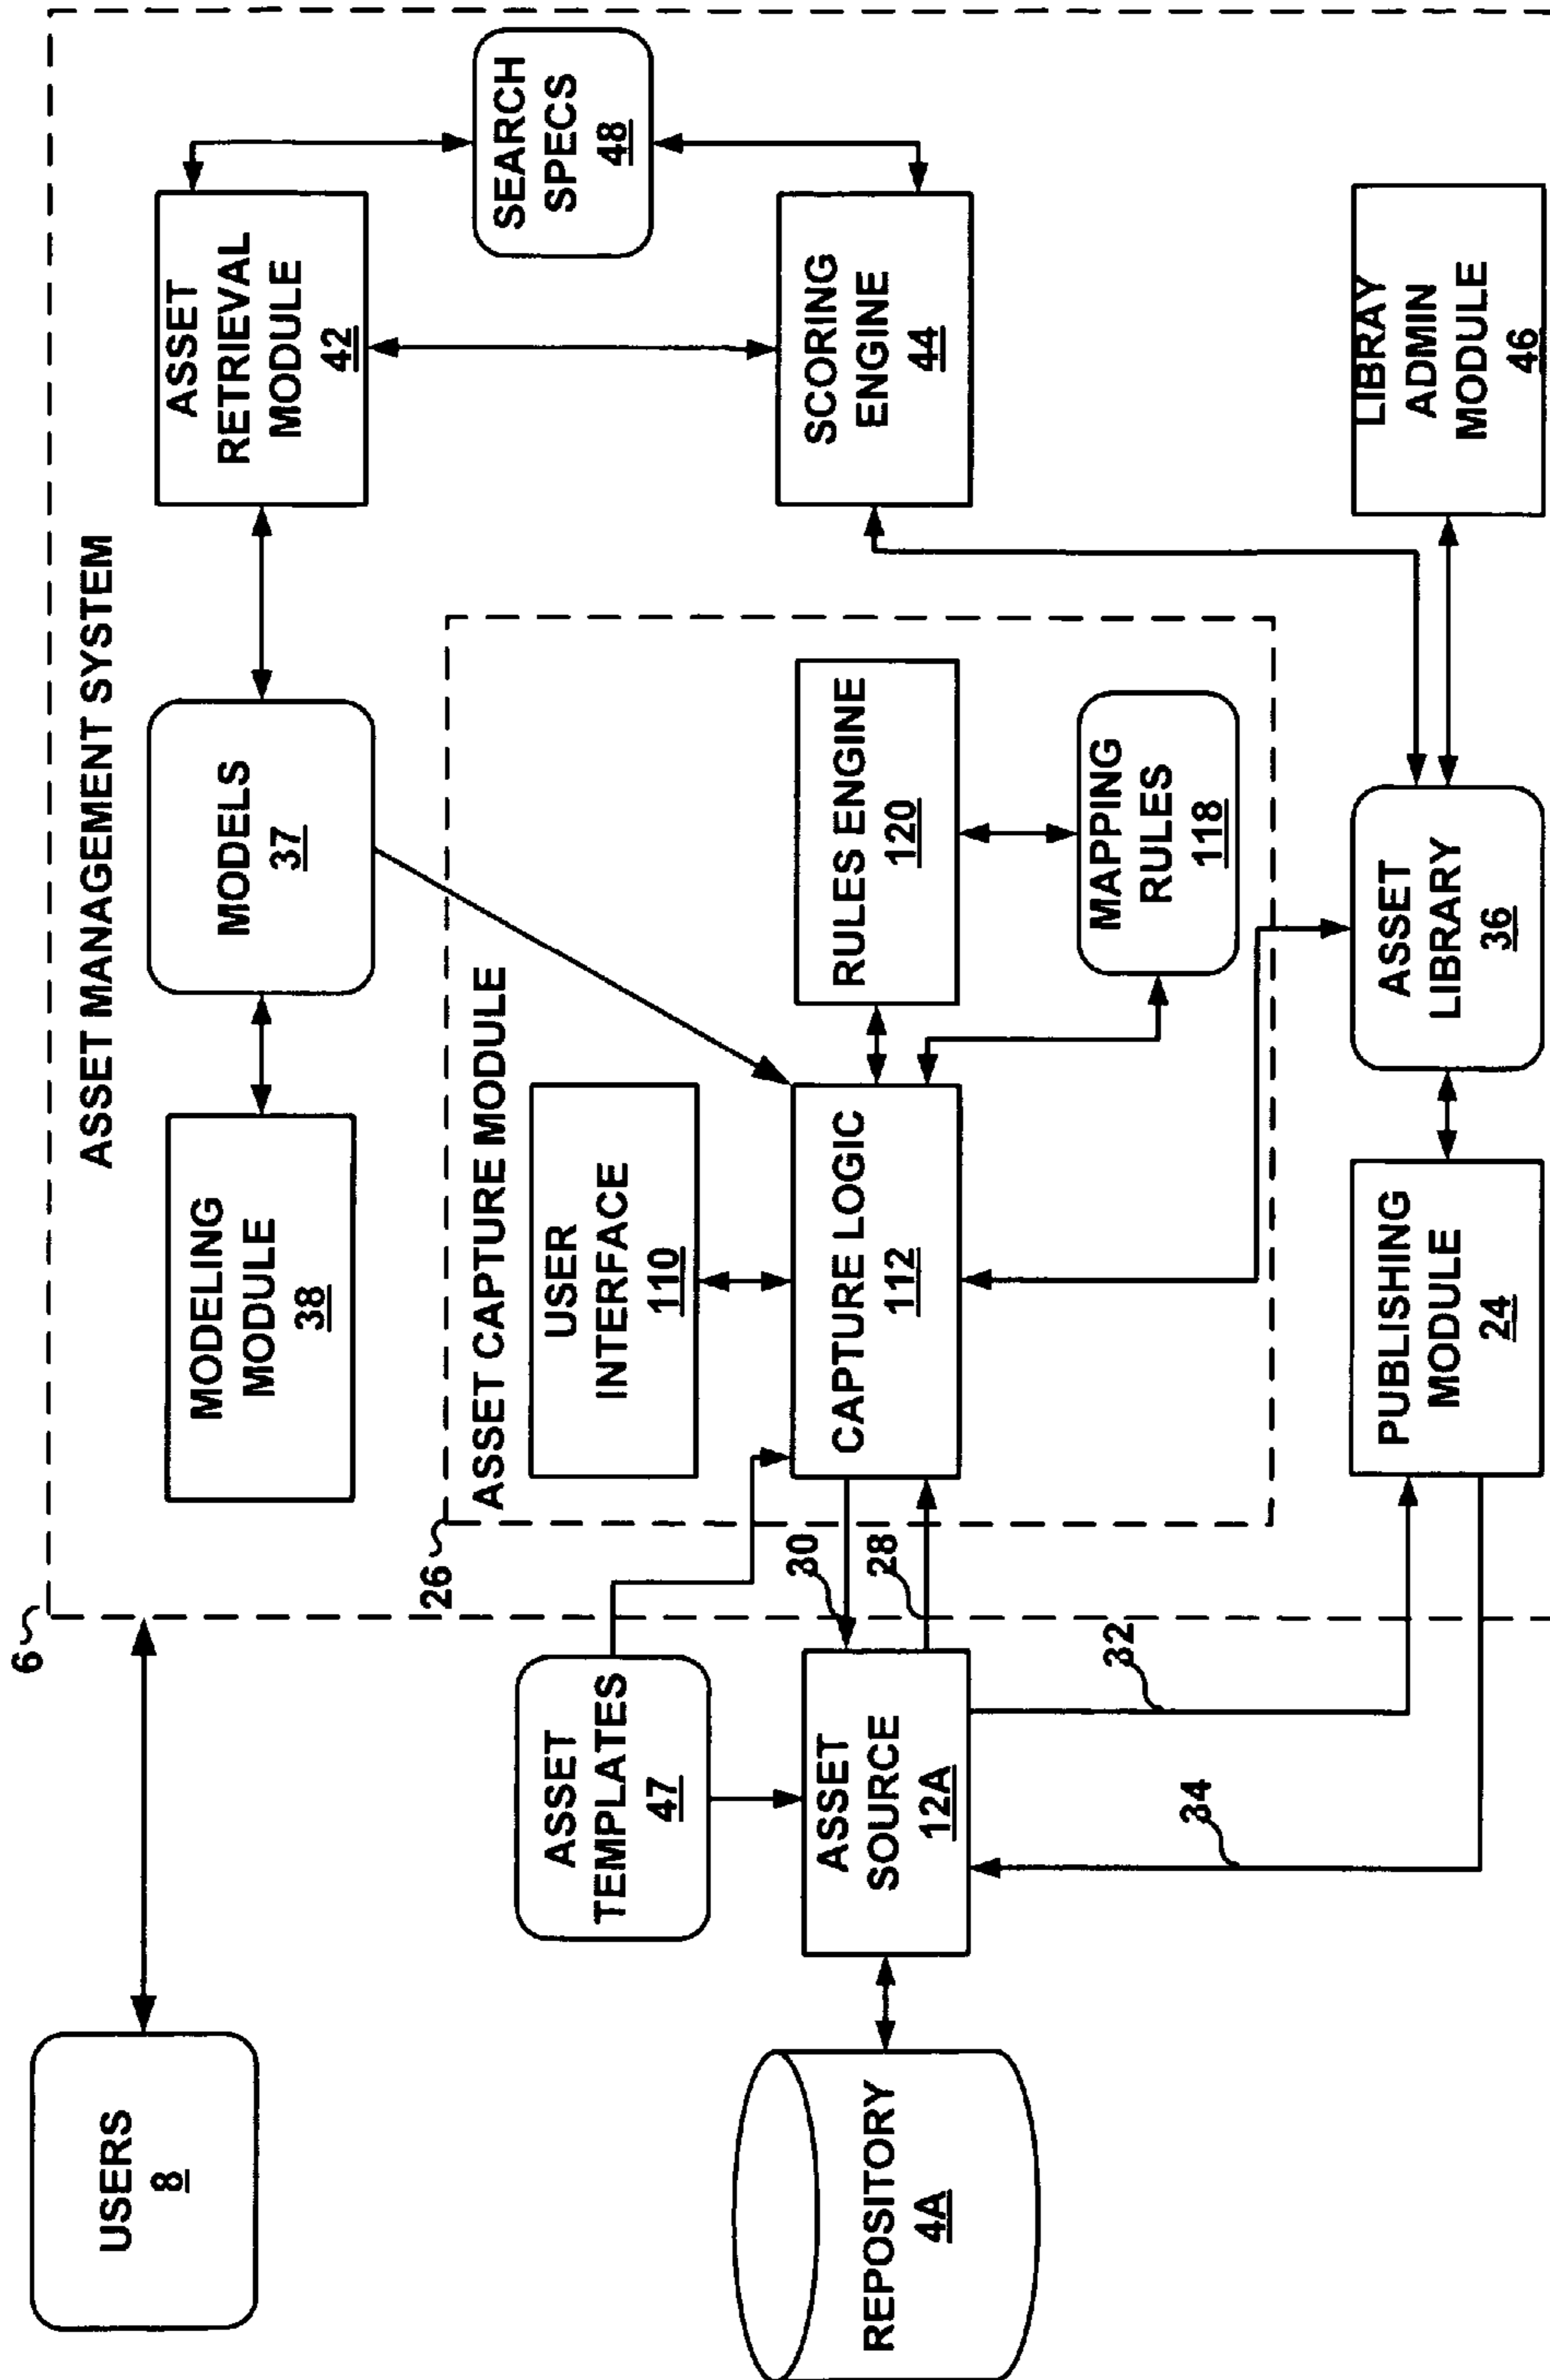 USERS
8
6
ASSET MANAGEMENT SYSTEM
MODELING
MODULE
38
MODELS
37
ASSET
RETRIEVAL
MODULE
42
SEARCH
SPECS
48
26
ASSET CAPTURE MODULE
USER
INTERFACE
110
ASSET
TEMPLATES
47
REPOSITORY
4A
ASSET
SOURCE
12A
30
28
CAPTURE LOGIC
112
RULES ENGINE
120
MAPPING
RULES
118
SCORING
ENGINE
44
32
34
PUBLISHING
MODULE
24
ASSET
LIBRARY
36
LIBRAY
ADMIN
MODULE
46